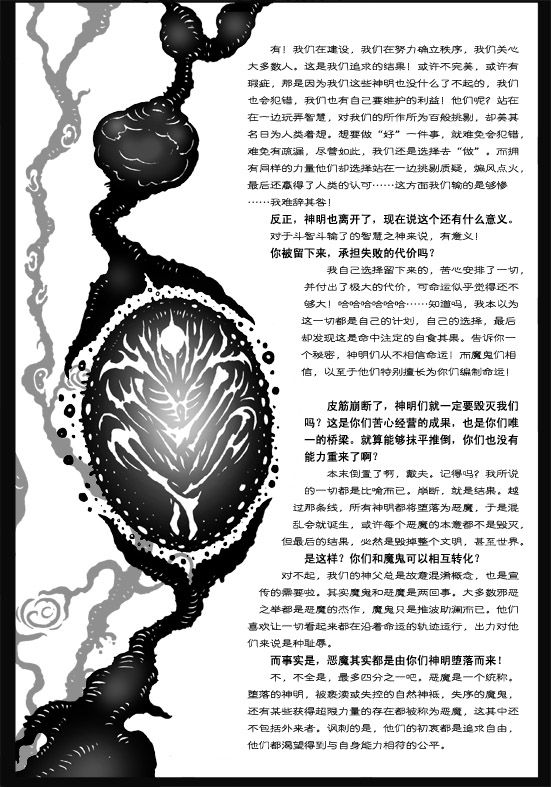 有！我们在建设，我们在努力确立秩序，我们关心
大多数人。这是我们追求的结果！或许不完美，或许有
瑕疵，那是因为我们这些神明也没什么了不起的，我们
也会犯错，我们也有自己要维护的利益！他们呢？站在
在一边玩弄智慧，对我们的所作所为百般挑剔，却美其
名曰为人类着想。想要做“好”一件事，就难免会犯错，
难免有疏漏，尽管如此，我们还是选择去“做”。而拥
有同样的力量他们却选择站在一边挑剔质疑，煽风点火，
最后还赢得了人类的认可……这方面我们输的是够惨
……我难辞其咎！
反正，神明也离开了，现在说这个还有什么意义。
对于斗智斗输了的智慧之神来说，有意义！
你被留下来，承担失败的代价吗？
我自己选择留下来的，苦心安排了一切，
并付出了极大的代价，可命运似乎觉得还不
够大！哈哈哈哈哈哈……知道吗，我本以为
这一切都是自己的计划，自己的选择，最后
却发现这是命中注定的自食其果。告诉你一
个秘密，神明们从不相信命运！而魔鬼们相
信，以至于他们特别擅长为你们编制命运！
皮筋崩断了，神明们就一定要毁灭我们
吗？这是你们苦心经营的成果，也是你们唯
一的桥梁。就算能够抹平推倒，你们也没有
能力重来了啊？
本末倒置了啊，戴夫。记得吗？我所说
的一切都是比喻而已。崩断，就是结果。越
过那条线，所有神明都将堕落为恶魔，于是混
乱会就诞生，或许每个恶魔的本意都不是毁灭，
但最后的结果，必然是毁掉整个文明，甚至世界。
是这样？你们和魔鬼可以相互转化？
对不起，我们的神父总是故意混淆概念，也是宣
传的需要啦。其实魔鬼和恶魔是两回事。大多数邪恶
之举都是恶魔的杰作，魔鬼只是推波助澜而已。他们
喜欢让一切看起来都在沿着命运的轨迹运行，出力对他
们来说是种耻辱。
而事实是，恶魔其实都是由你们神明堕落而来！
不，不全是，最多四分之一吧。恶魔是一个统称。
堕落的神明，被亵渎或失控的自然神祇，失序的魔鬼，
还有某些获得超限力量的存在都被称为恶魔，这其中还
不包括外来者。讽刺的是，他们的初衷都是追求自由，
他们都渴望得到与自身能力相符的公平。